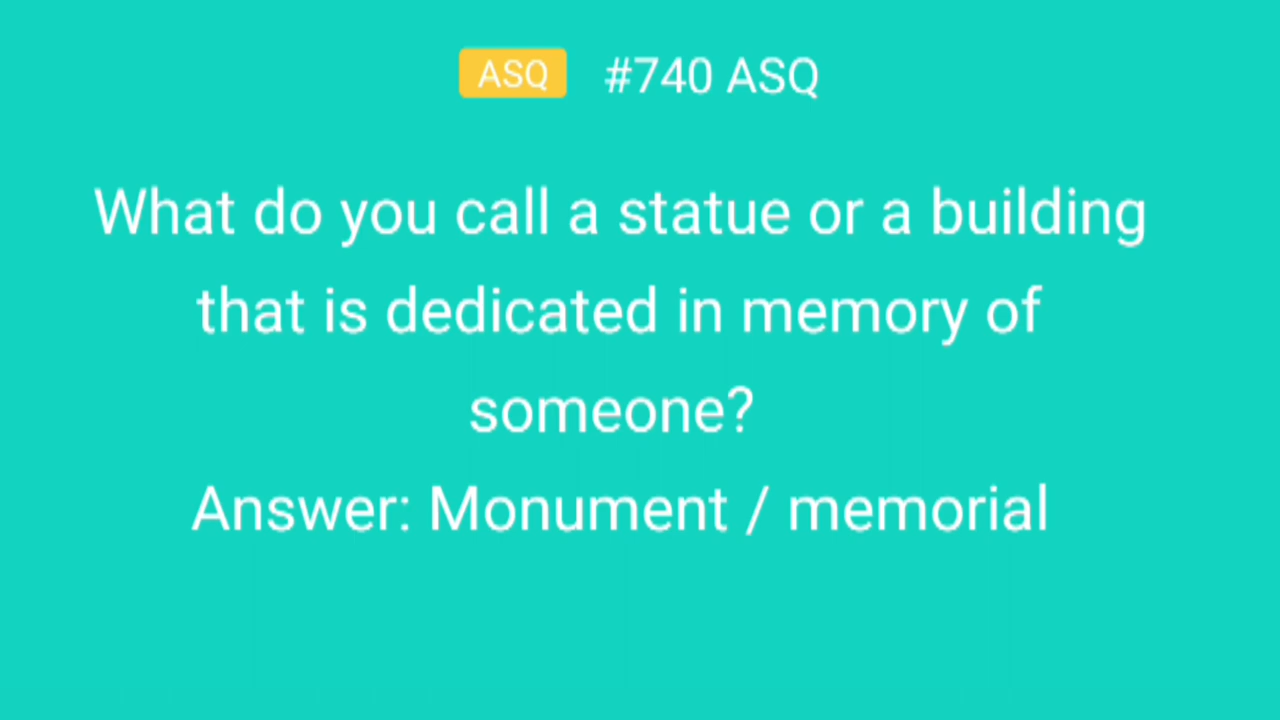 ASQ #740 ASQ
What do you call a statue or a building
that is dedicated in memory of
someone?
Answer: Monument / memorial